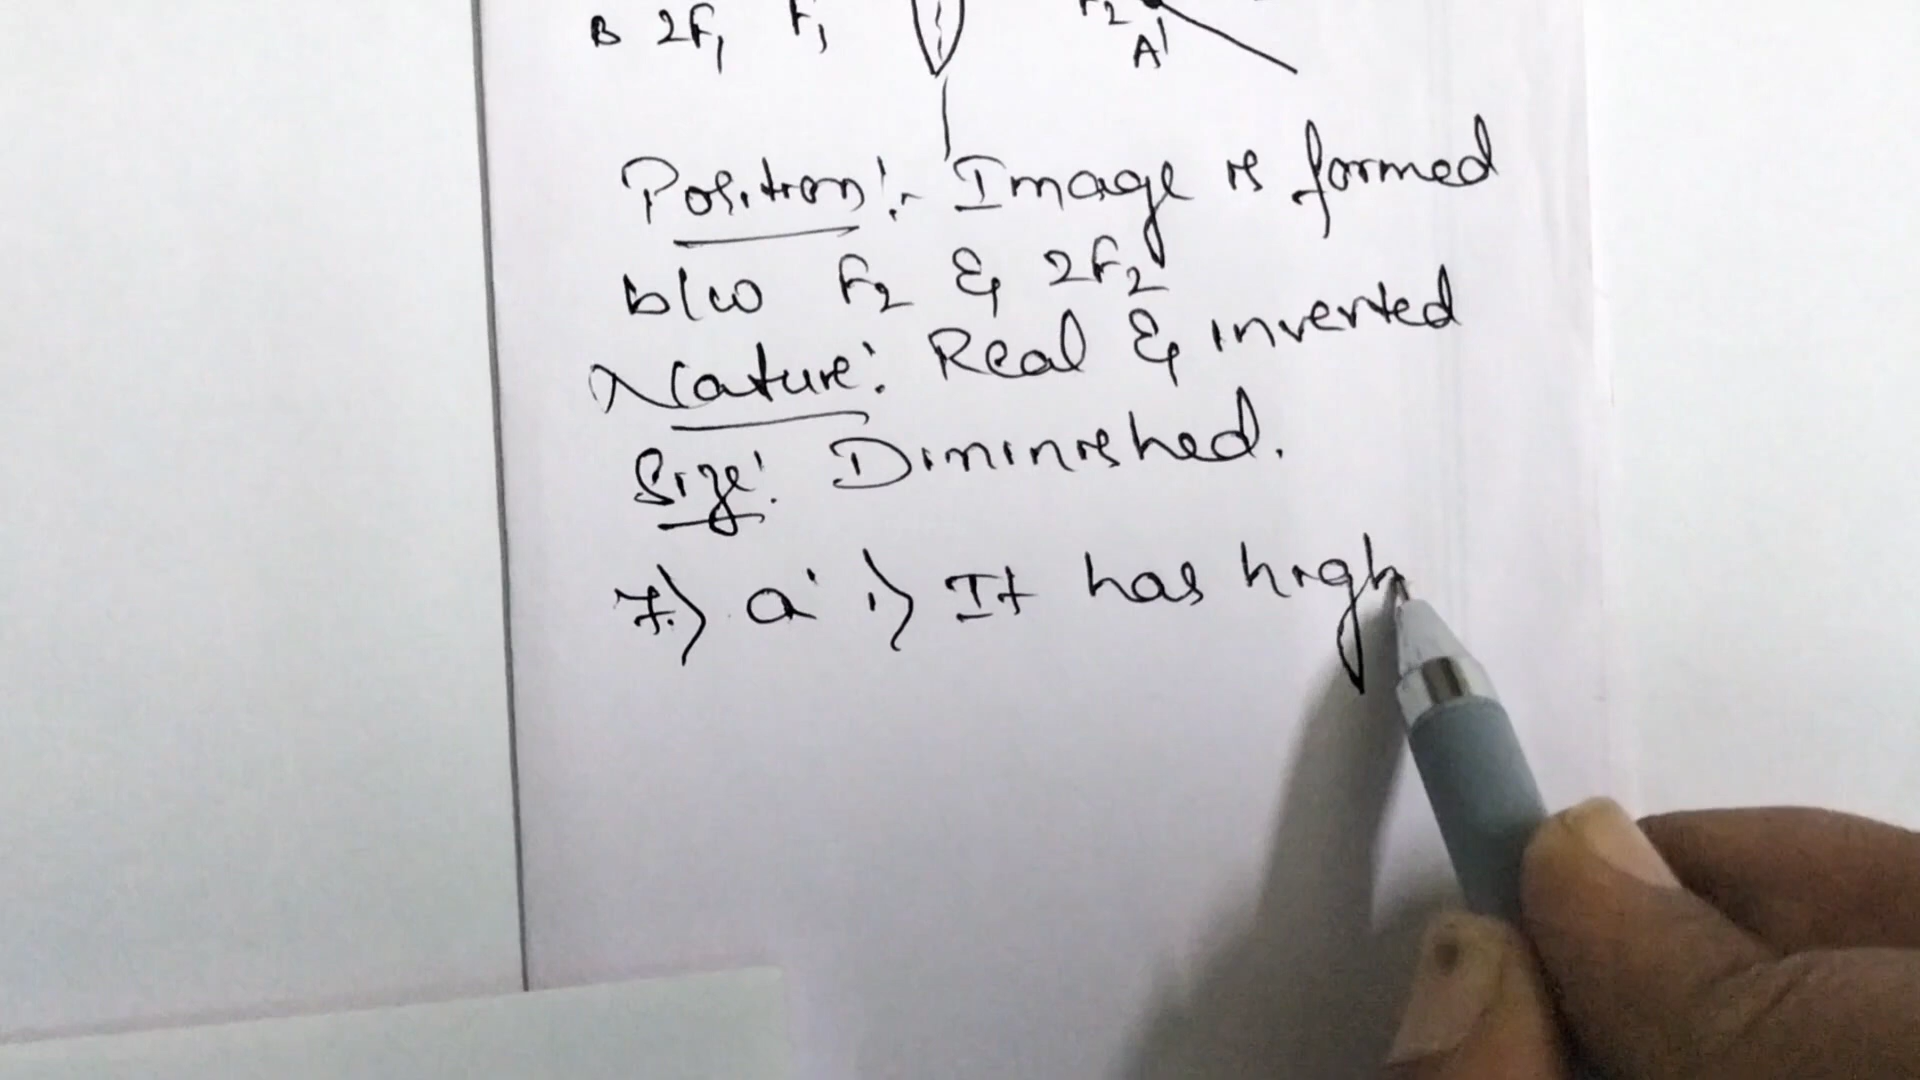 B 2F1 F1 F2
A'
Position:- Image is formed
b/w F2 & 2F2
Nature: Real & inverted
Size: Diminished.
7.) a i) It has high